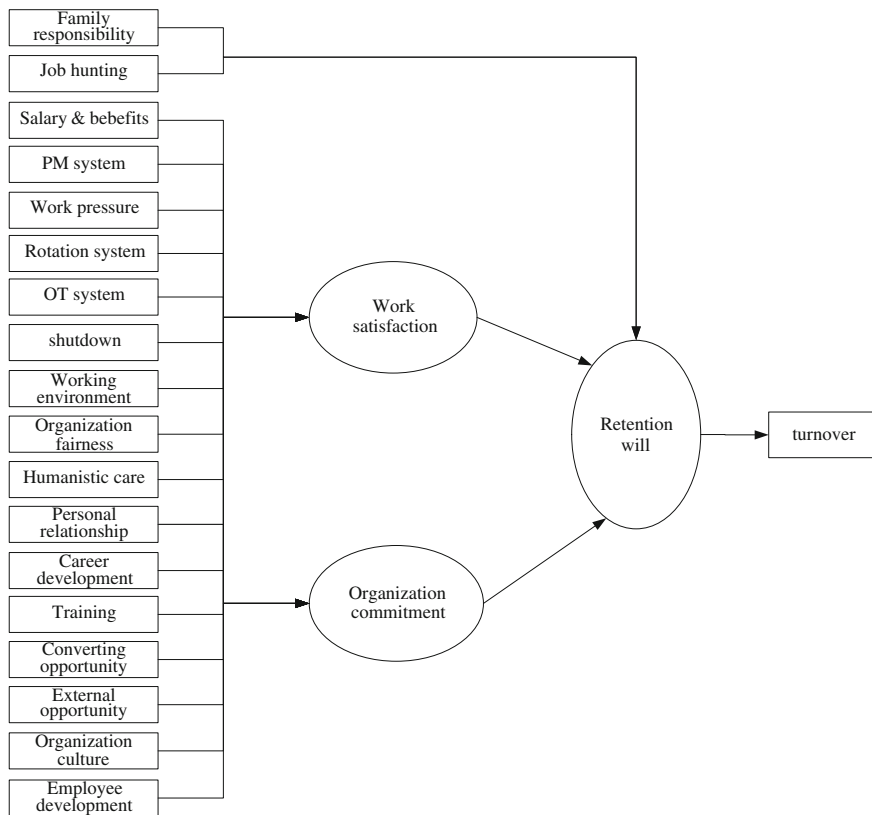 Family
responsibility
Job hunting
Salary & bebefits
PM system
Work pressure
Rotation system
OT system
shutdown
Working
environment
Organization
fairness
Humanistic care
Personal
relationship
Career
development
Training
Converting
opportunity
External
opportunity
Organization
culture
Employee
development
Work
satisfaction
Organization
commitment
Retention
will
turnover